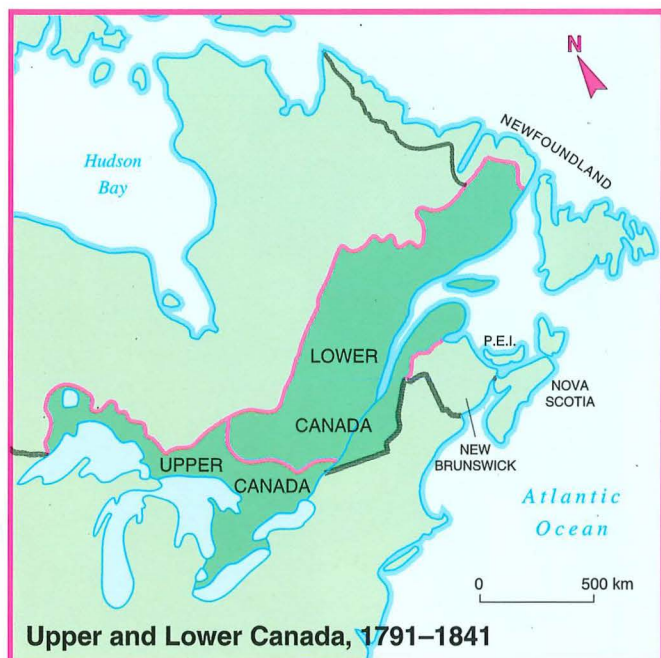 N
NEWFOUNDLAND
Hudson
Bay
LOWER
CANADA
P.E.I.
NOVA
SCOTIA
NEW
BRUNSWICK
UPPER
CANADA
Atlantic
Ocean
0 500 km
Upper and Lower Canada, 1791–1841